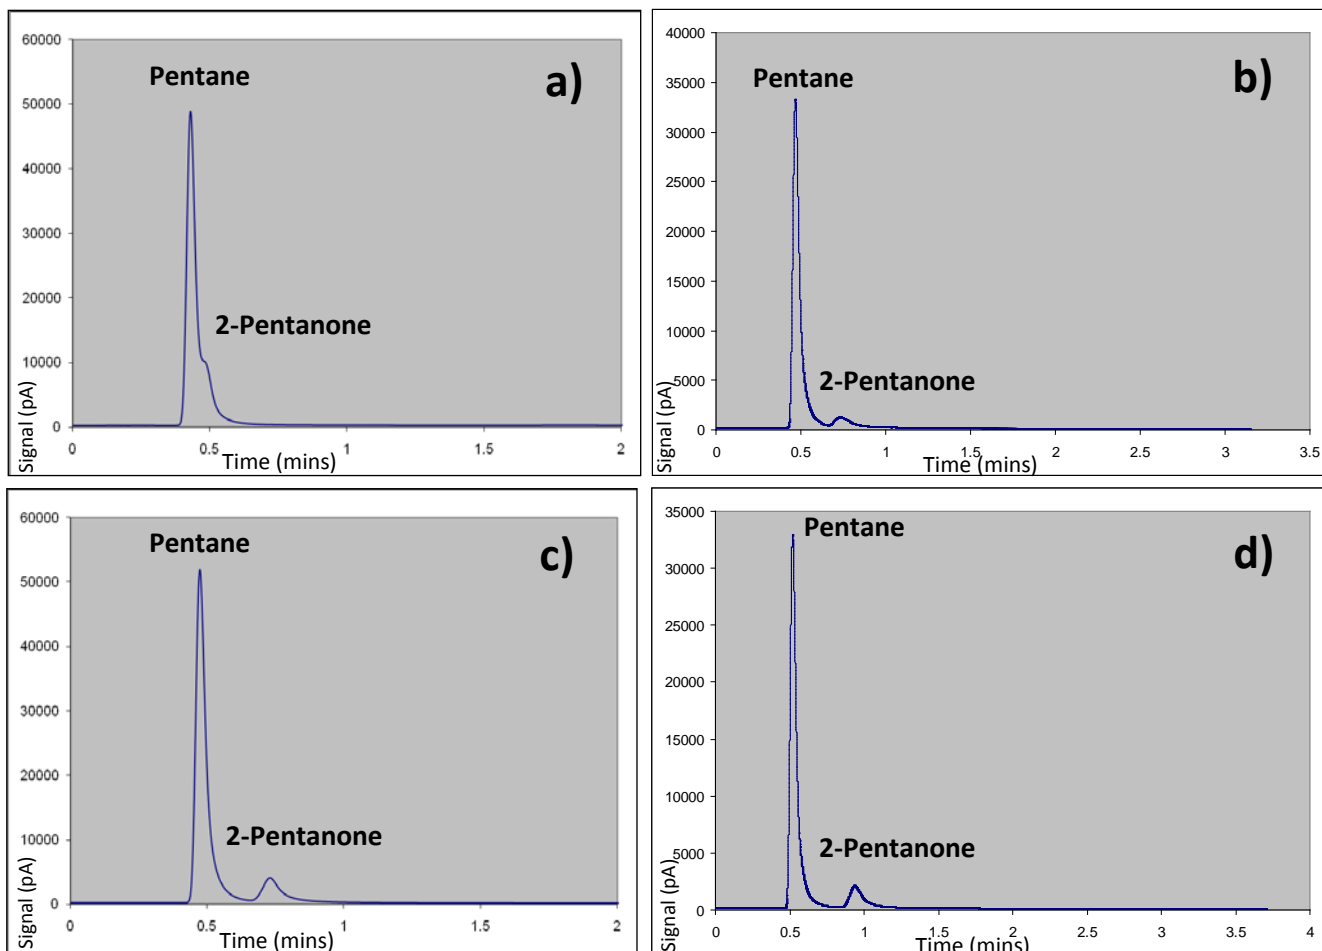 a)
Pentane
2-Pentanone
60000
50000
40000
30000
20000
10000
0
Signal (pA)
0 0.5 1 1.5 2
Time (mins)
b)
Pentane
2-Pentanone
40000
35000
30000
25000
20000
15000
10000
5000
0
Signal (pA)
0 0.5 1 1.5 2 2.5 3 3.5
Time (mins)
c)
Pentane
2-Pentanone
60000
50000
40000
30000
20000
10000
0
Signal (pA)
0 0.5 1 1.5 2
Time (mins)
d)
Pentane
2-Pentanone
35000
30000
25000
20000
15000
10000
5000
0
Signal (pA)
0 0.5 1 1.5 2 2.5 3 3.5 4
Time (mins)